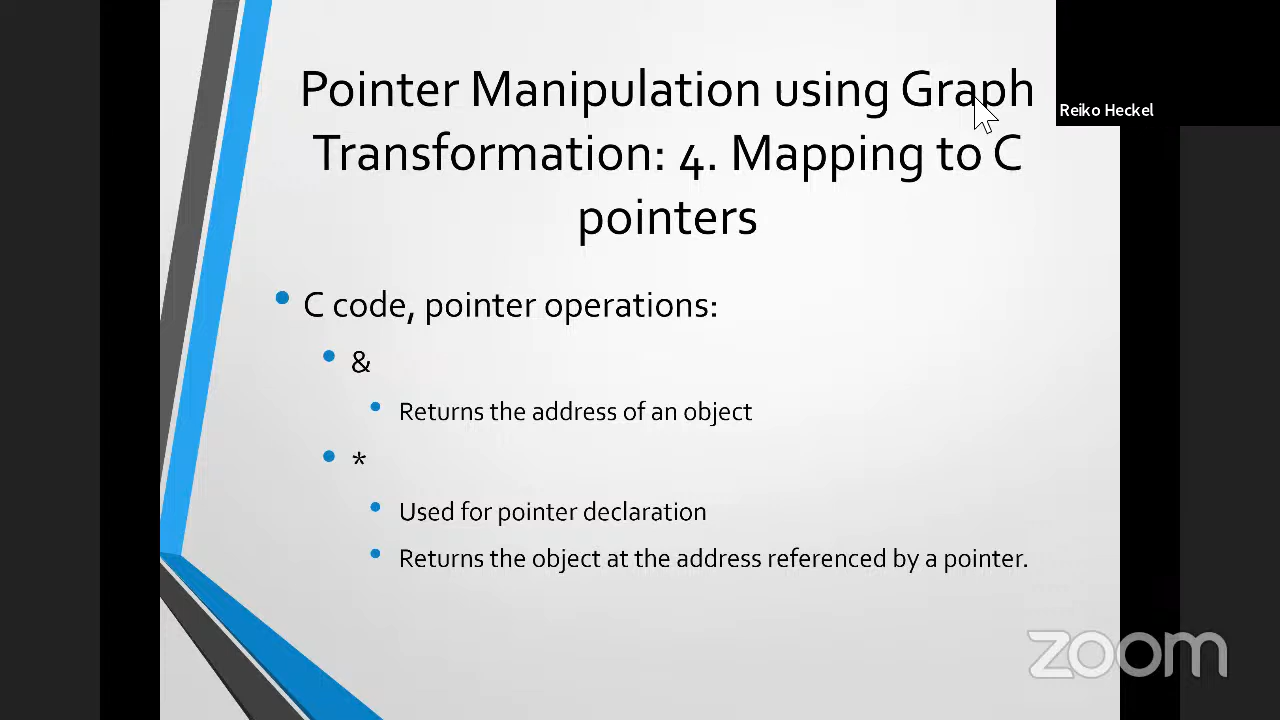 Pointer Manipulation using Graph
Transformation: 4. Mapping to C
pointers
Reiko Heckel
C code, pointer operations:
&
Returns the address of an object
*
Used for pointer declaration
Returns the object at the address referenced by a pointer.
zoom